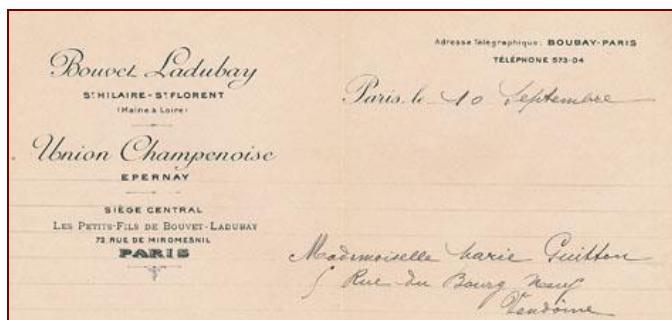 Bouvet Ladubay
St HILAIRE-St FLORENT
(Maine & Loire)
Union Champenoise
EPERNAY
SIÈGE CENTRAL
LES PETITS-FILS DE BOUVET-LADUBAY
72, RUE DE MIROMESNIL
PARIS
Adresse Télégraphique: BOUBAY-PARIS
TÉLÉPHONE 573-04
Paris, le 10 Septembre
Mademoiselle Marie Guitton
5 Rue du Bourg Neuf
Vendôme